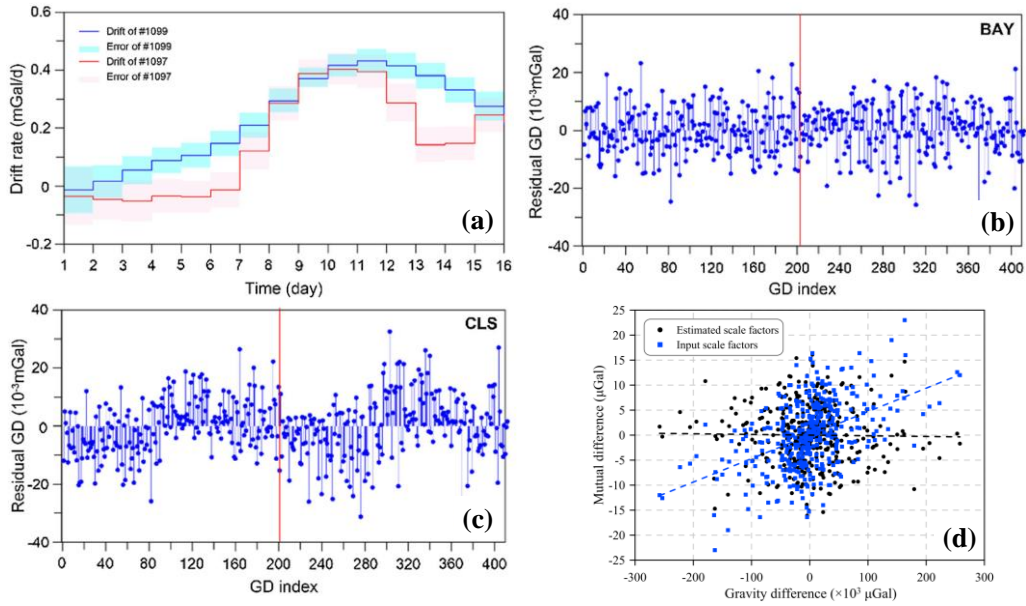 0.6
0.4
0.2
0
-0.2
Drift rate (mGal/d)
Drift of #1099
Error of #1099
Drift of #1097
Error of #1097
(a)
1 2 3 4 5 6 7 8 9 10 11 12 13 14 15 16
Time (day)
BAY
40
20
0
-20
-40
Residual GD (10⁻³mGal)
(b)
0 40 80 120 160 200 240 280 320 360 400
GD index
CLS
40
20
0
-20
-40
Residual GD (10⁻³mGal)
(c)
0 40 80 120 160 200 240 280 320 360 400
GD index
25
20
15
10
5
0
-5
-10
-15
-20
-25
Mutual difference (μGal)
Estimated scale factors
Input scale factors
(d)
-300 -200 -100 0 100 200 300
Gravity difference (×10³ μGal)